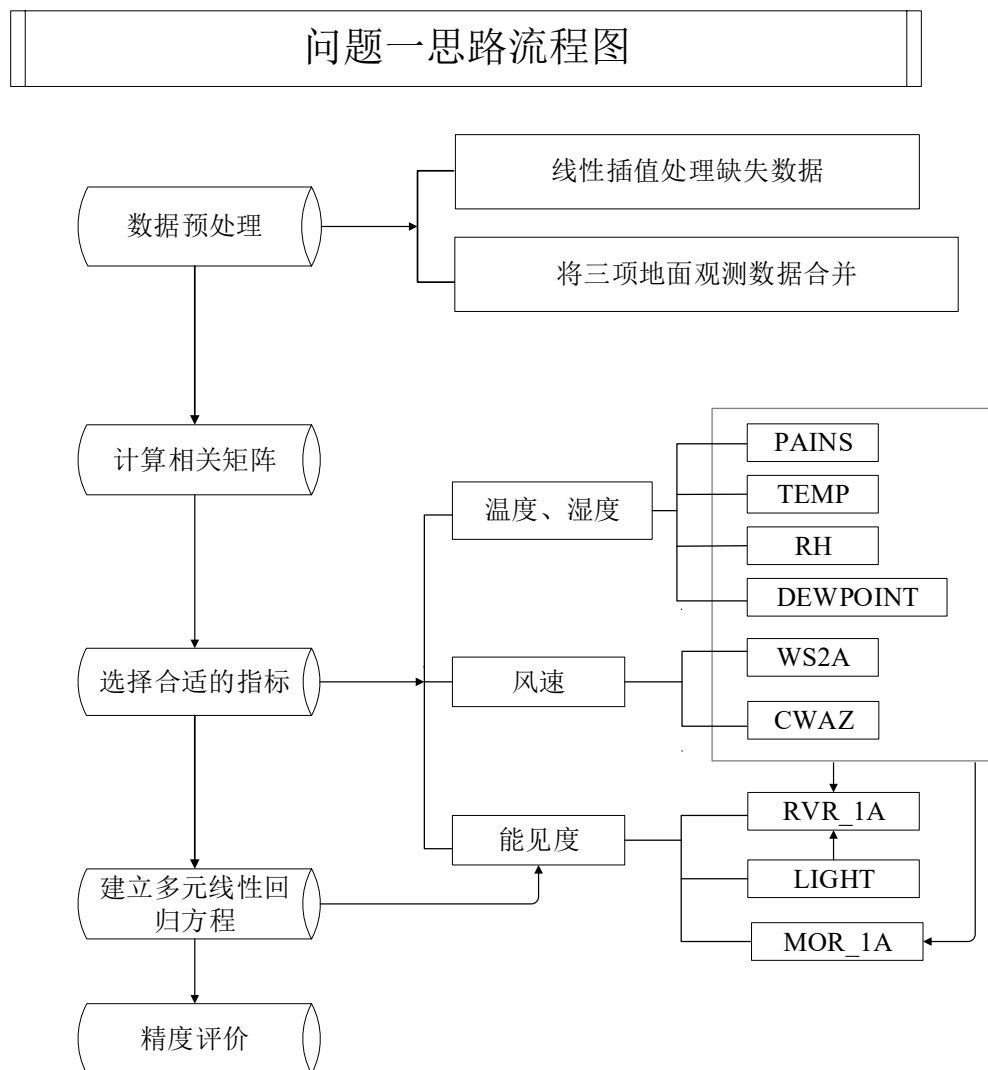 问题一思路流程图
线性插值处理缺失数据
数据预处理
将三项地面观测数据合并
计算相关矩阵
PAINS
TEMP
温度、湿度
RH
DEWPOINT
WS2A
选择合适的指标
风速
CWAZ
RVR_1A
能见度
LIGHT
建立多元线性回
归方程
MOR_1A
精度评价